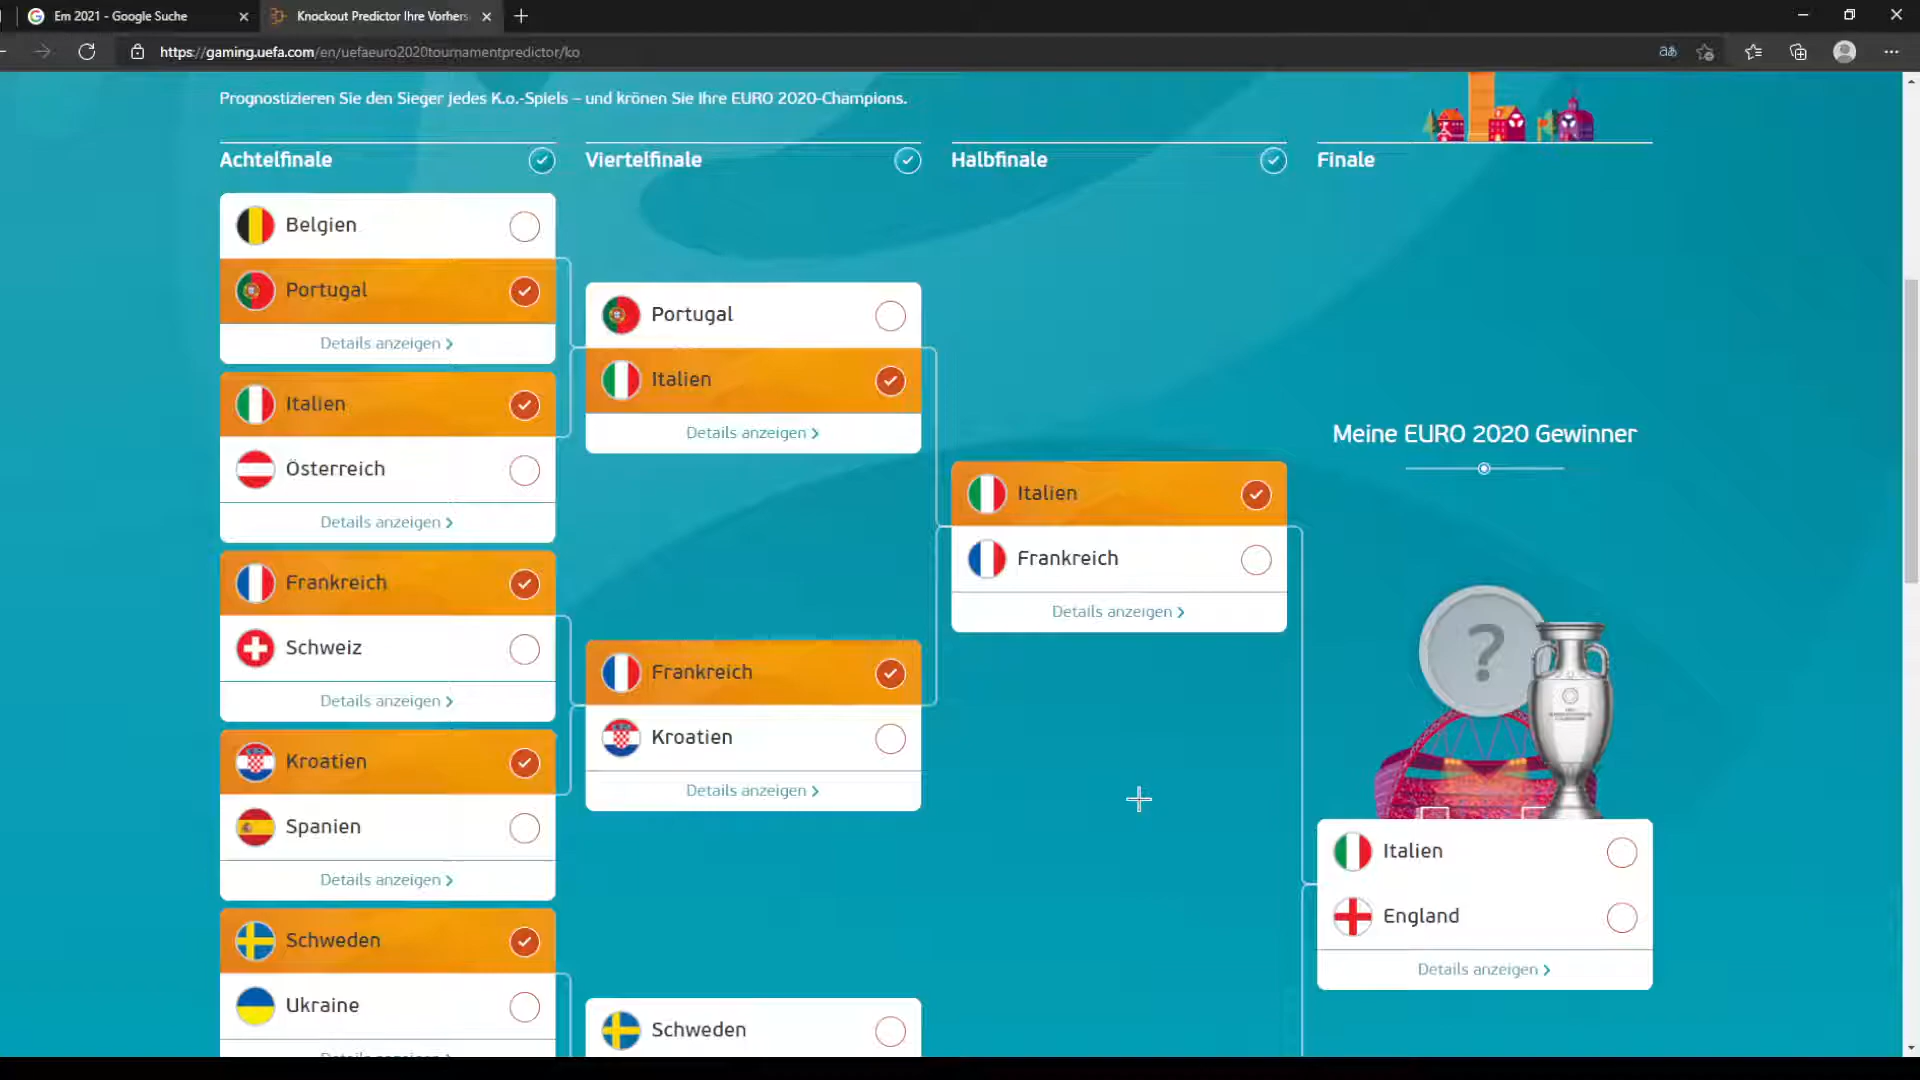 Em 2021 - Google Suche
Knockout Predictor Ihre Vorhers
https://gaming.uefa.com/en/uefaeuro2020tournamentpredictor/ko
Prognostizieren Sie den Sieger jedes K.o.-Spiels – und krönen Sie Ihre EURO 2020-Champions.
Achtelfinale
Viertelfinale
Halbfinale
Finale
Belgien
Portugal
Details anzeigen
Italien
Österreich
Details anzeigen
Frankreich
Schweiz
Details anzeigen
Kroatien
Spanien
Details anzeigen
Schweden
Ukraine
Details anzeigen
Portugal
Italien
Details anzeigen
Frankreich
Kroatien
Details anzeigen
Schweden
Italien
Frankreich
Details anzeigen
Meine EURO 2020 Gewinner
?
Italien
England
Details anzeigen